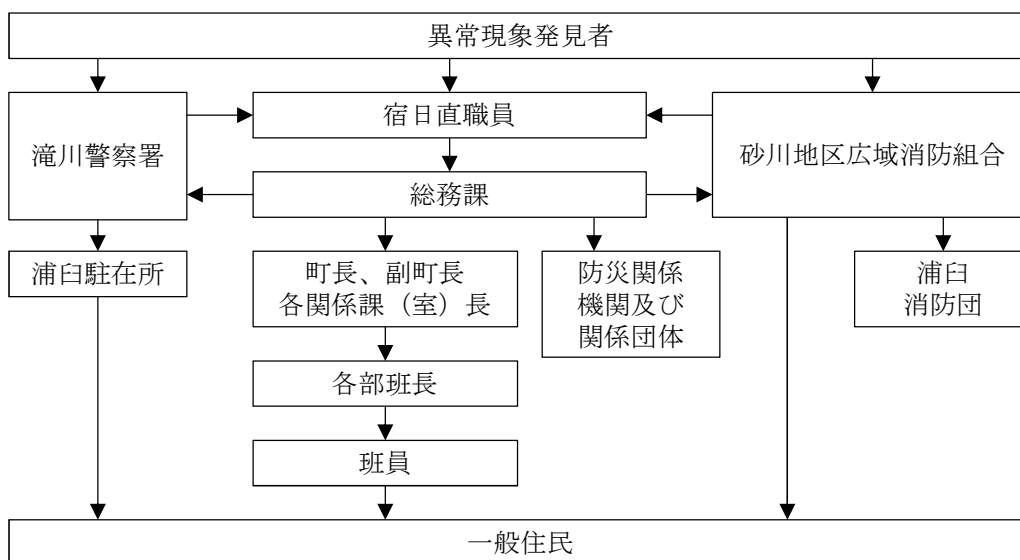 異常現象発見者
滝川警察署
宿日直職員
砂川地区広域消防組合
総務課
浦臼駐在所
町長、副町長
各関係課（室）長
防災関係
機関及び
関係団体
浦臼
消防団
各部班長
班員
一般住民